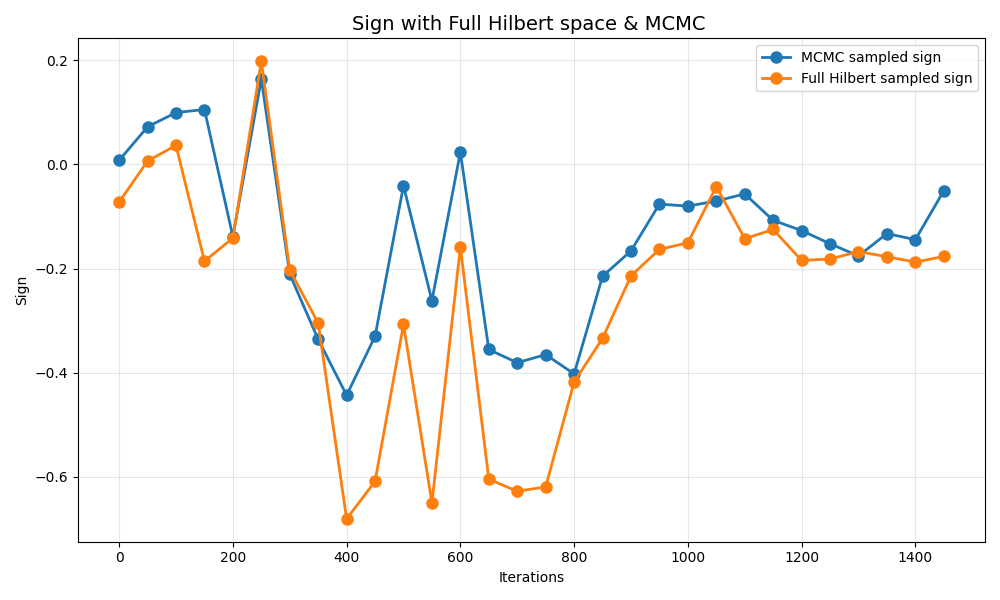 Sign with Full Hilbert space & MCMC
MCMC sampled sign
Full Hilbert sampled sign
Sign
0.2
0.0
−0.2
−0.4
−0.6
0 200 400 600 800 1000 1200 1400
Iterations